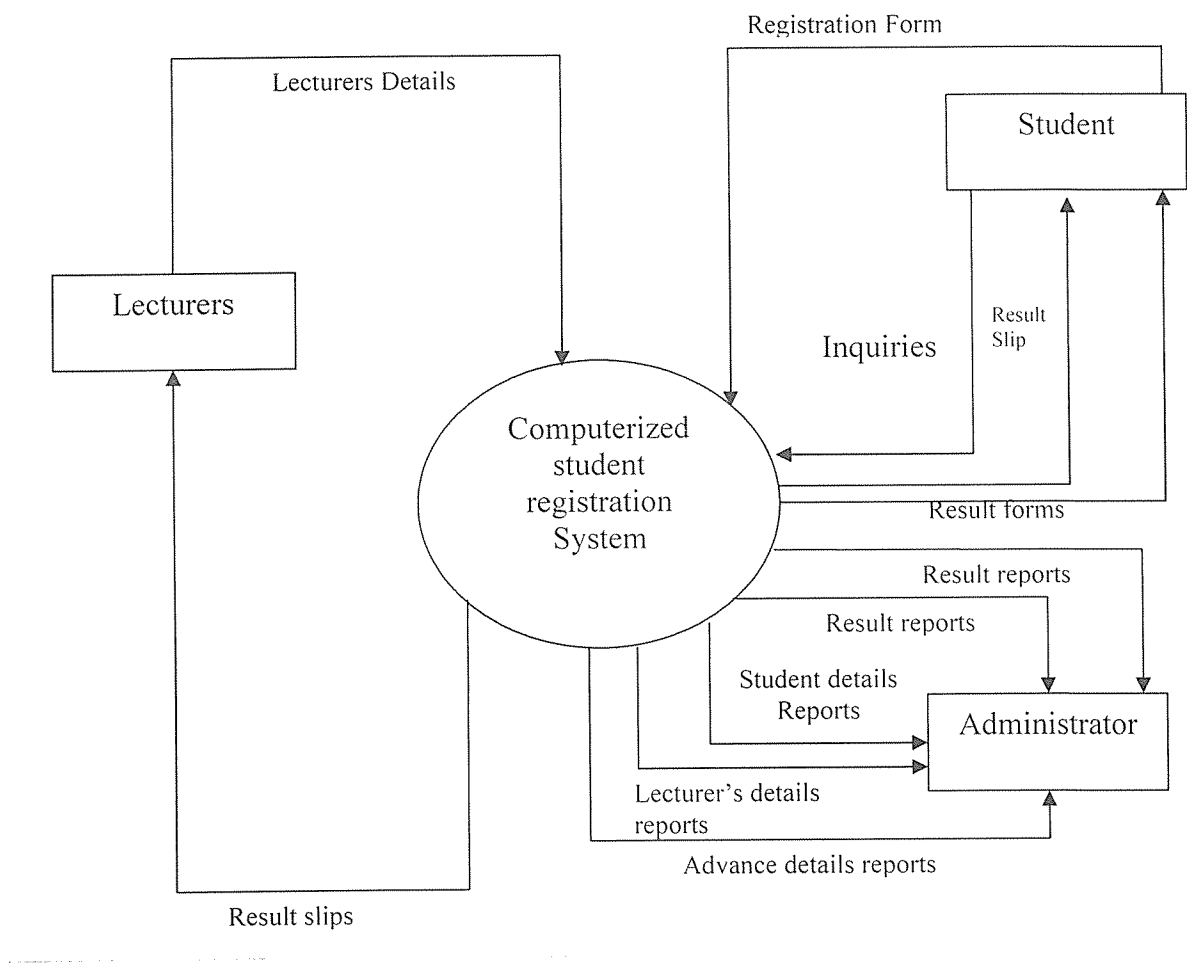 Registration Form
Lecturers Details
Student
Lecturers
Result
Slip
Inquiries
Computerized
student
registration
System
Result forms
Result reports
Result reports
Student details
Reports
Administrator
Lecturer's details
reports
Advance details reports
Result slips